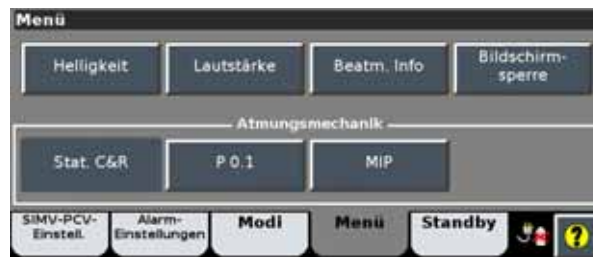 Menü
Helligkeit
Lautstärke
Beatm. Info
Bildschirm-
sperre
Atmungsmechanik
Stat. C&R
P 0.1
MIP
SIMV-PCV-
Einstell.
Alarm-
Einstellungen
Modi
Menü
Standby
?